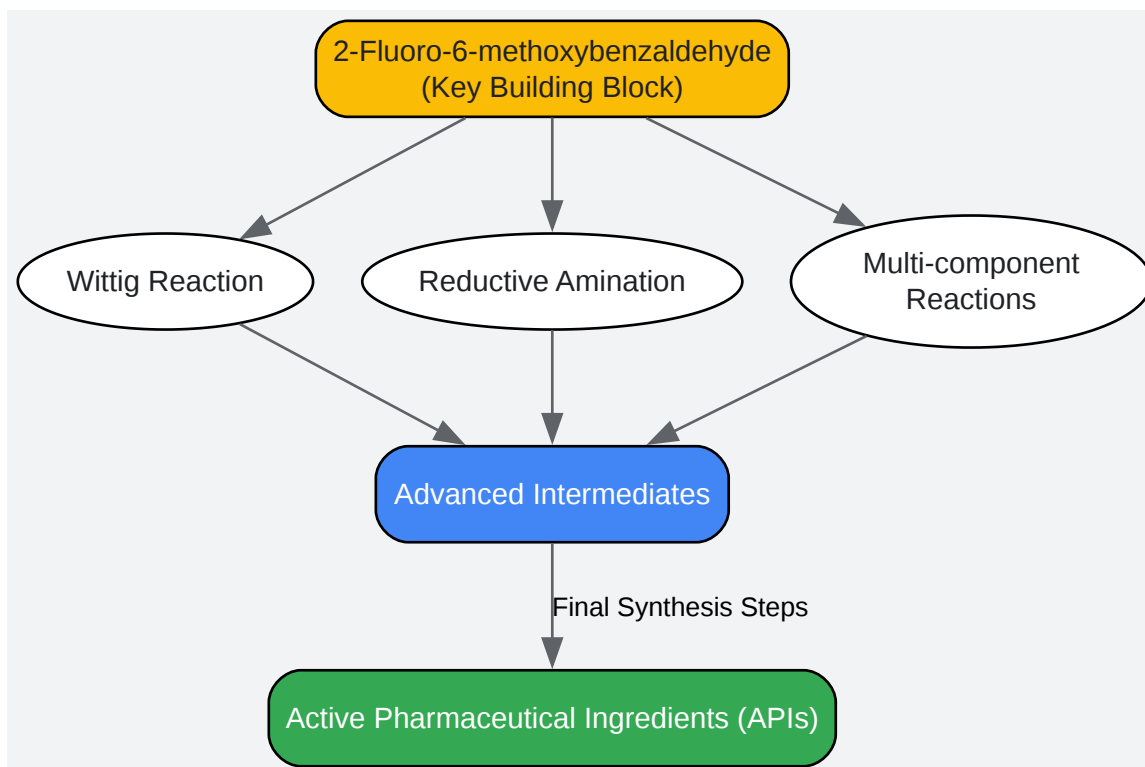 2-Fluoro-6-methoxybenzaldehyde
(Key Building Block)
Wittig Reaction
Reductive Amination
Multi-component
Reactions
Advanced Intermediates
Final Synthesis Steps
Active Pharmaceutical Ingredients (APIs)